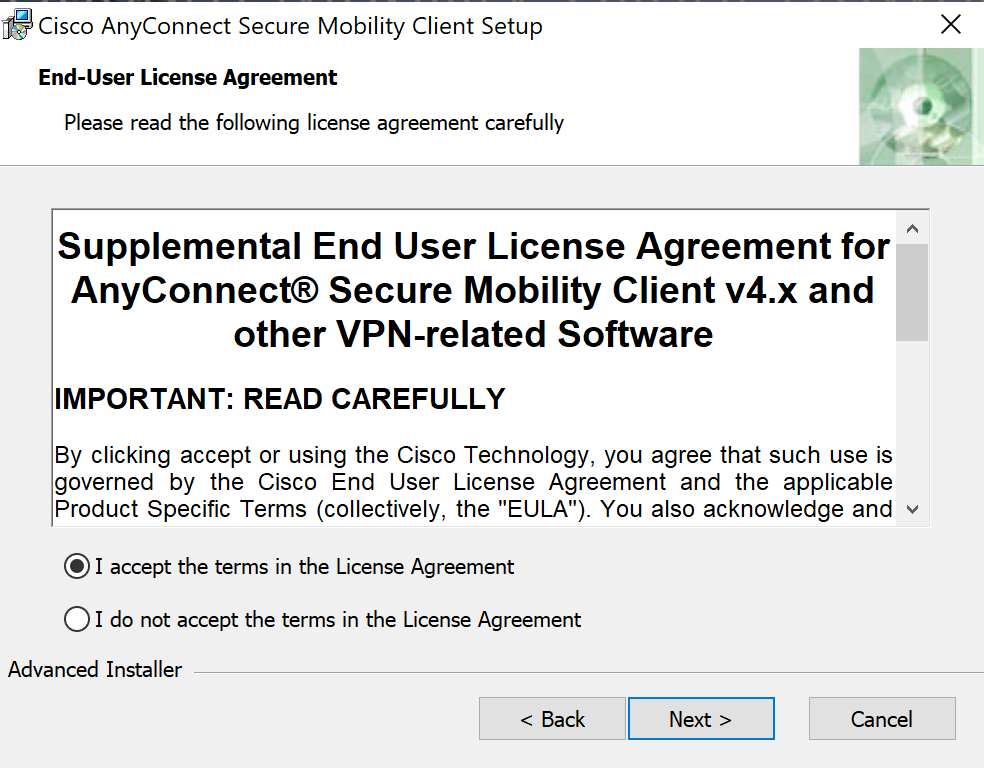 Cisco AnyConnect Secure Mobility Client Setup
End-User License Agreement
Please read the following license agreement carefully
Supplemental End User License Agreement for
AnyConnect® Secure Mobility Client v4.x and
other VPN-related Software
IMPORTANT: READ CAREFULLY
By clicking accept or using the Cisco Technology, you agree that such use is
governed by the Cisco End User License Agreement and the applicable
Product Specific Terms (collectively, the "EULA"). You also acknowledge and
I accept the terms in the License Agreement
I do not accept the terms in the License Agreement
Advanced Installer
< Back
Next >
Cancel